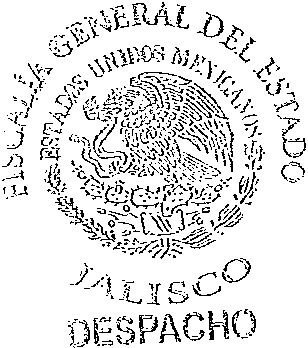 FISCALÍA GENERAL DEL ESTADO
ESTADOS UNIDOS MEXICANOS
JALISCO
DESPACHO